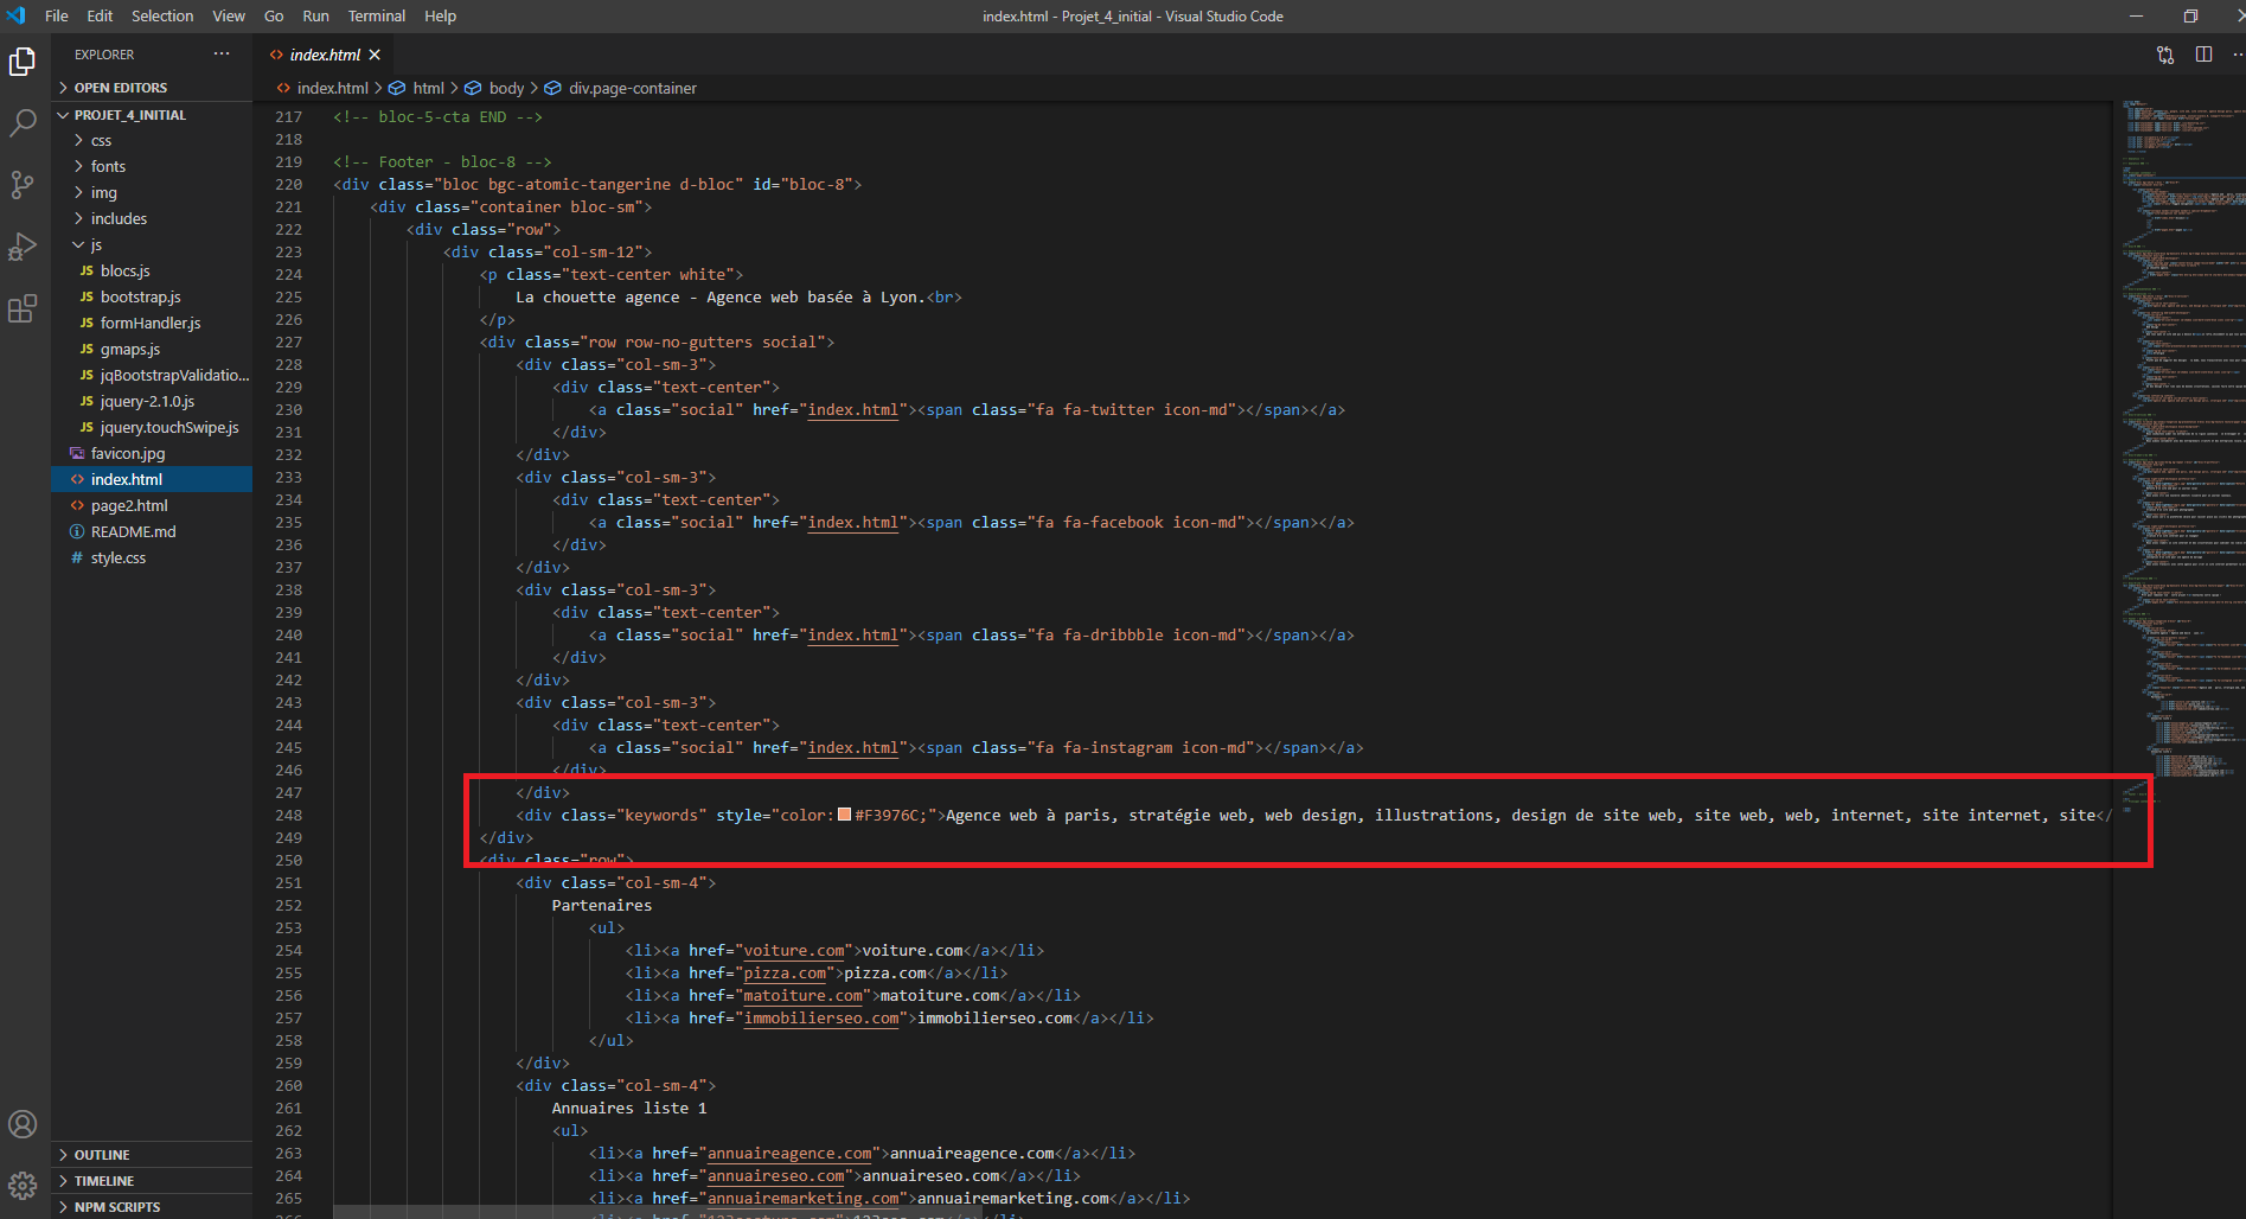 File Edit Selection View Go Run Terminal Help
index.html - Projet_4_initial - Visual Studio Code
EXPLORER
OPEN EDITORS
PROJET_4_INITIAL
css
fonts
img
includes
js
JS blocs.js
JS bootstrap.js
JS formHandler.js
JS gmaps.js
JS jqBootstrapValidatio...
JS jquery-2.1.0.js
JS jquery.touchSwipe.js
favicon.jpg
<> index.html
<> page2.html
README.md
# style.css
OUTLINE
TIMELINE
NPM SCRIPTS
<> index.html
<> index.html > html > body > div.page-container
217 <!-- bloc-5-cta END -->
218
219 <!-- Footer - bloc-8 -->
220 <div class="bloc bgc-atomic-tangerine d-bloc" id="bloc-8">
221 <div class="container bloc-sm">
222 <div class="row">
223 <div class="col-sm-12">
224 <p class="text-center white">
225 La chouette agence - Agence web basée à Lyon.<br>
226 </p>
227 <div class="row row-no-gutters social">
228 <div class="col-sm-3">
229 <div class="text-center">
230 <a class="social" href="index.html"><span class="fa fa-twitter icon-md"></span></a>
231 </div>
232 </div>
233 <div class="col-sm-3">
234 <div class="text-center">
235 <a class="social" href="index.html"><span class="fa fa-facebook icon-md"></span></a>
236 </div>
237 </div>
238 <div class="col-sm-3">
239 <div class="text-center">
240 <a class="social" href="index.html"><span class="fa fa-dribbble icon-md"></span></a>
241 </div>
242 </div>
243 <div class="col-sm-3">
244 <div class="text-center">
245 <a class="social" href="index.html"><span class="fa fa-instagram icon-md"></span></a>
246 </div>
247 </div>
248 <div class="keywords" style="color:#F3976C;">Agence web à paris, stratégie web, web design, illustrations, design de site web, site web, web, internet, site internet, site</
249 </div>
250 <div class="row">
251 <div class="col-sm-4">
252 Partenaires
253 <ul>
254 <li><a href="voiture.com">voiture.com</a></li>
255 <li><a href="pizza.com">pizza.com</a></li>
256 <li><a href="matoiture.com">matoiture.com</a></li>
257 <li><a href="immobilierseo.com">immobilierseo.com</a></li>
258 </ul>
259 </div>
260 <div class="col-sm-4">
261 Annuaires liste 1
262 <ul>
263 <li><a href="annuaireagence.com">annuaireagence.com</a></li>
264 <li><a href="annuaireseo.com">annuaireseo.com</a></li>
265 <li><a href="annuairemarketing.com">annuairemarketing.com</a></li>